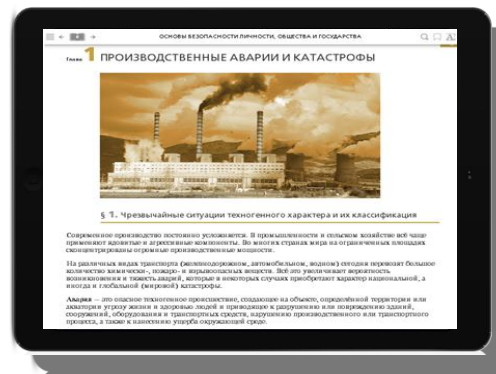 ОСНОВЫ БЕЗОПАСНОСТИ ЛИЧНОСТИ, ОБЩЕСТВА И ГОСУДАРСТВА
Глава 1 ПРОИЗВОДСТВЕННЫЕ АВАРИИ И КАТАСТРОФЫ
§ 1. Чрезвычайные ситуации техногенного характера и их классификация
Современное производство постоянно усложняется. В промышленности и сельском хозяйстве всё чаще
применяют ядовитые и агрессивные компоненты. Во многих странах мира на ограниченных площадях
сконцентрированы огромные производственные мощности.
На различных видах транспорта (железнодорожном, автомобильном, водном) сегодня перевозят большое
количество химически-, пожаро- и взрывоопасных веществ. Всё это увеличивает вероятность
возникновения и тяжесть аварий, которые в некоторых случаях приобретают характер национальной, а
иногда и глобальной (мировой) катастрофы.
Авария — это опасное техногенное происшествие, создающее на объекте, определённой территории или
акватории угрозу жизни и здоровью людей и приводящее к разрушению или повреждению зданий,
сооружений, оборудования и транспортных средств, нарушению производственного или транспортного
процесса, а также к нанесению ущерба окружающей среде.